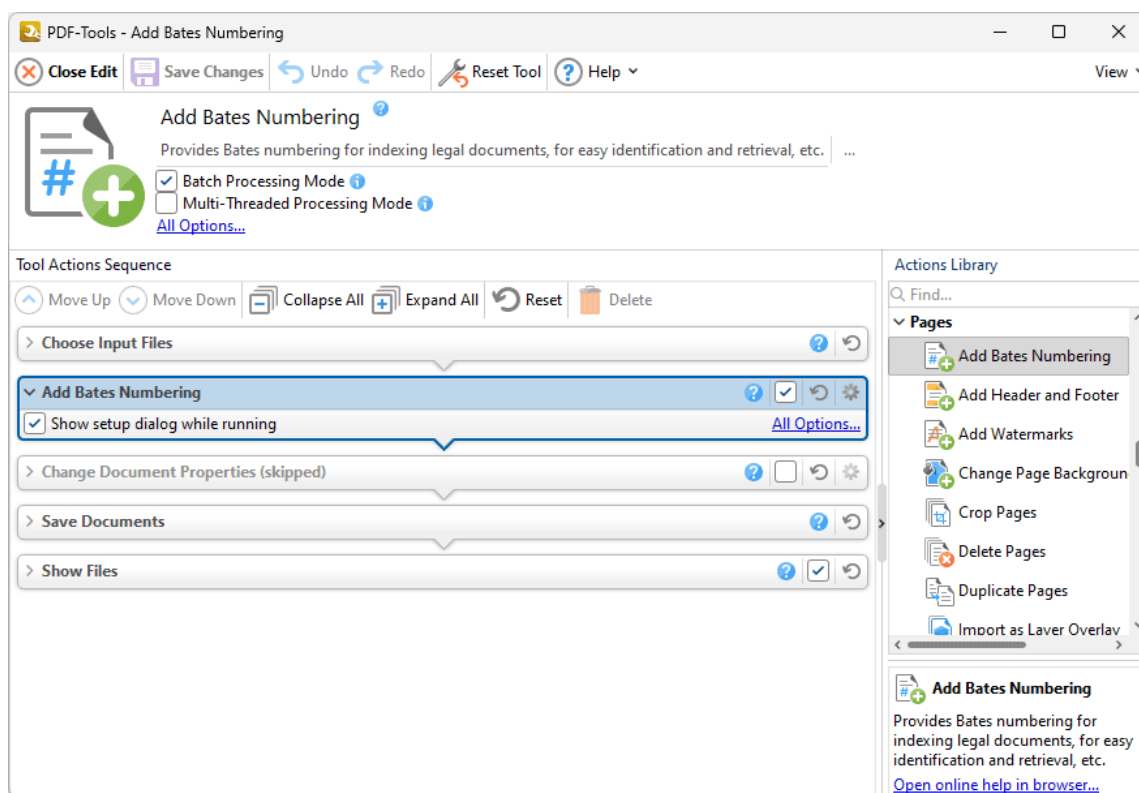 PDF-Tools - Add Bates Numbering
Close Edit Save Changes Undo Redo Reset Tool Help View
Add Bates Numbering
Provides Bates numbering for indexing legal documents, for easy identification and retrieval, etc. ...
Batch Processing Mode
Multi-Threaded Processing Mode
All Options...
Tool Actions Sequence
Move Up Move Down Collapse All Expand All Reset Delete
Choose Input Files
Add Bates Numbering
Show setup dialog while running All Options...
Change Document Properties (skipped)
Save Documents
Show Files
Actions Library
Find...
Pages
Add Bates Numbering
Add Header and Footer
Add Watermarks
Change Page Backgroun
Crop Pages
Delete Pages
Duplicate Pages
Import as Layer Overlay
Add Bates Numbering
Provides Bates numbering for
indexing legal documents, for easy
identification and retrieval, etc.
Open online help in browser...